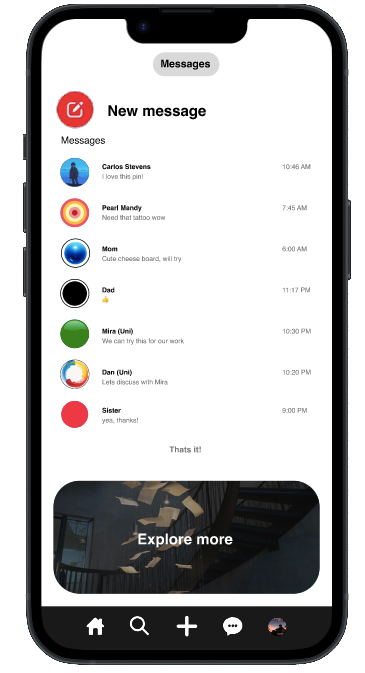 Messages
New message
Messages
Carlos Stevens 10:46 AM
I love this pin!
Pearl Mandy 7:45 AM
Need that tattoo wow
Mom 6:00 AM
Cute cheese board, will try
Dad 11:17 PM
👍
Mira (Uni) 10:30 PM
We can try this for our work
Dan (Uni) 10:20 PM
Lets discuss with Mira
Sister 9:00 PM
yea, thanks!
Thats it!
Explore more